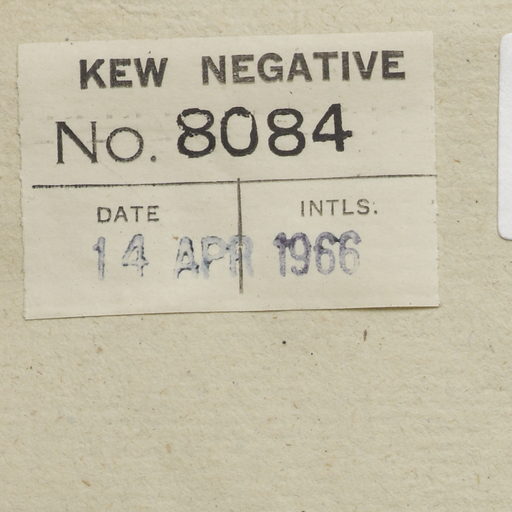 KEW NEGATIVE
No. 8084
DATE INTLS:
14 APR 1966